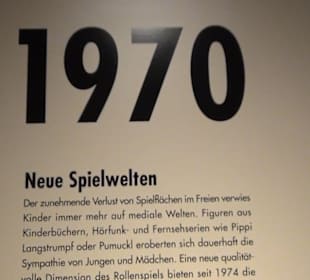 1970
Neue Spielwelten
Der zunehmende Verlust von Spielflächen im Freien verwies
Kinder immer mehr auf mediale Welten. Figuren aus
Kinderbüchern, Hörfunk- und Fernsehserien wie Pippi
Langstrumpf oder Pumuckl eroberten sich dauerhaft die
Sympathie von Jungen und Mädchen. Eine neue qualitä-
volle Dimension des Rollenspiels bieten seit 1974 die